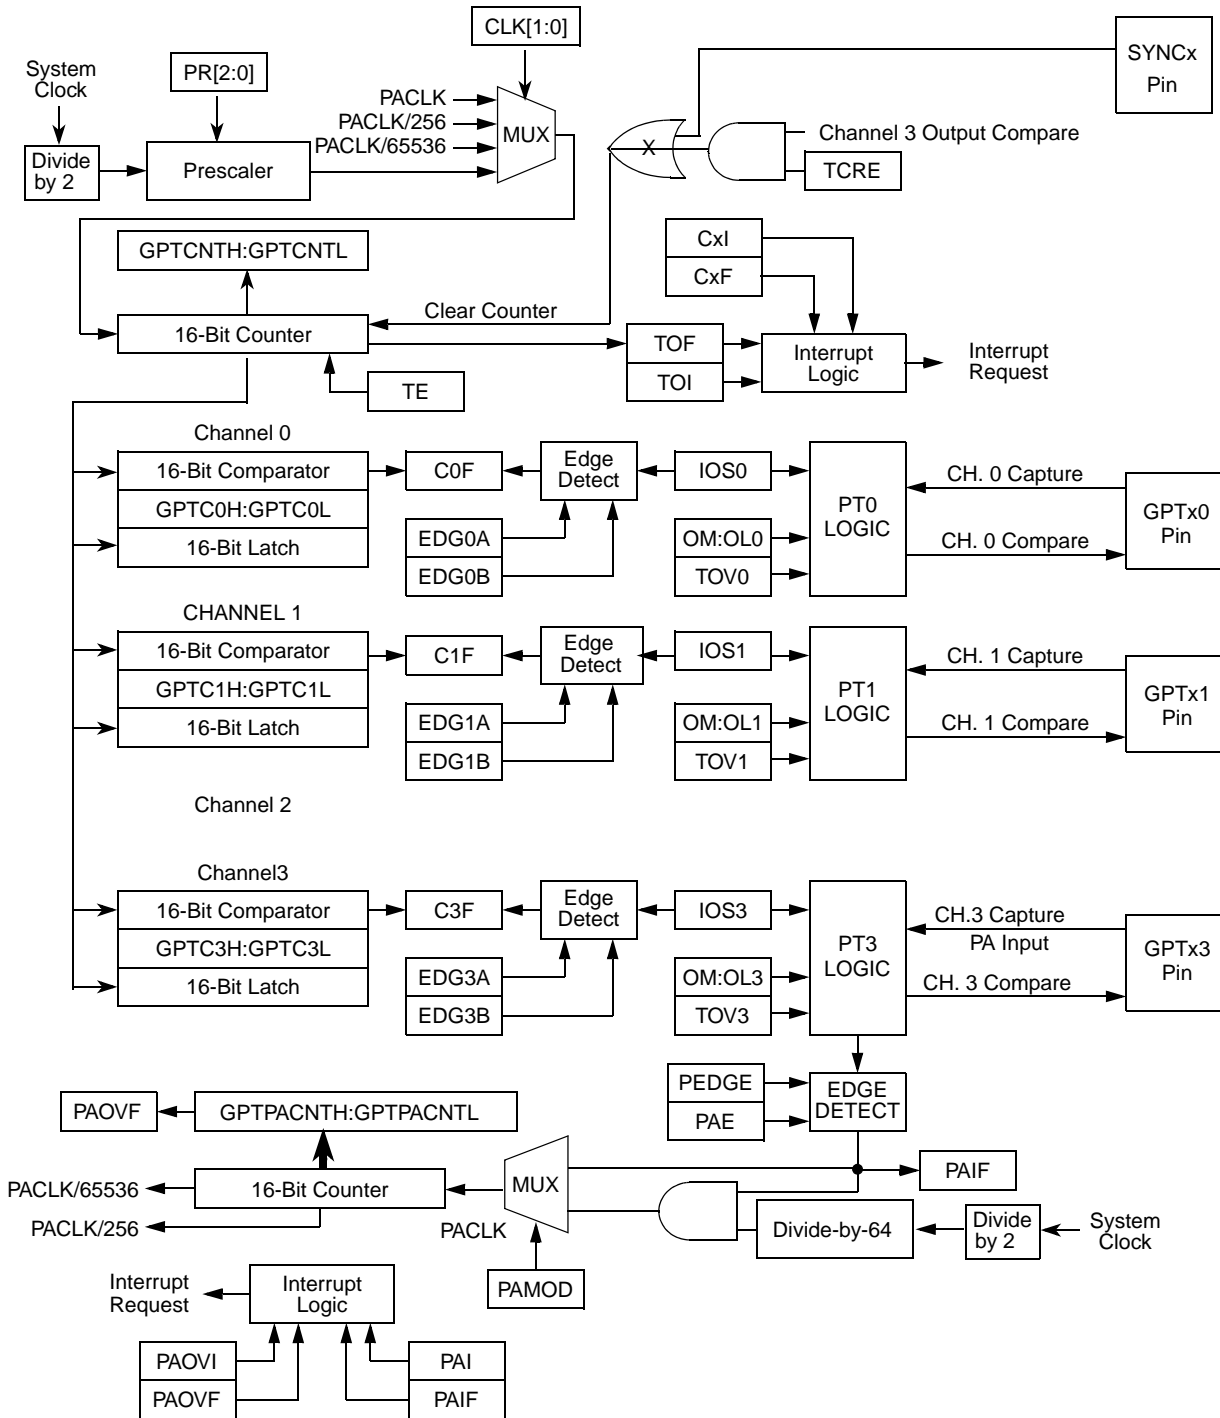 CLK[1:0]
SYNCx
Pin
System
Clock
PR[2:0]
PACLK
PACLK/256
PACLK/65536
MUX
X
Channel 3 Output Compare
TCRE
Divide
by 2
Prescaler
GPTCNTH:GPTCNTL
CxI
CxF
Clear Counter
16-Bit Counter
TOF
TOI
Interrupt
Logic
Interrupt
Request
TE
Channel 0
16-Bit Comparator
GPTC0H:GPTC0L
16-Bit Latch
C0F
Edge
Detect
IOS0
EDG0A
EDG0B
OM:OL0
TOV0
PT0
LOGIC
CH. 0 Capture
CH. 0 Compare
GPTx0
Pin
CHANNEL 1
16-Bit Comparator
GPTC1H:GPTC1L
16-Bit Latch
C1F
Edge
Detect
IOS1
EDG1A
EDG1B
OM:OL1
TOV1
PT1
LOGIC
CH. 1 Capture
CH. 1 Compare
GPTx1
Pin
Channel 2
Channel3
16-Bit Comparator
GPTC3H:GPTC3L
16-Bit Latch
C3F
Edge
Detect
IOS3
EDG3A
EDG3B
OM:OL3
TOV3
PT3
LOGIC
CH.3 Capture
PA Input
CH. 3 Compare
GPTx3
Pin
PEDGE
PAE
EDGE
DETECT
PAOVF
GPTPACNTH:GPTPACNTL
PACLK/65536
16-Bit Counter
PACLK/256
PACLK
MUX
PAIF
Divide-by-64
Divide
by 2
System
Clock
PAMOD
Interrupt
Request
Interrupt
Logic
PAOVI
PAOVF
PAI
PAIF